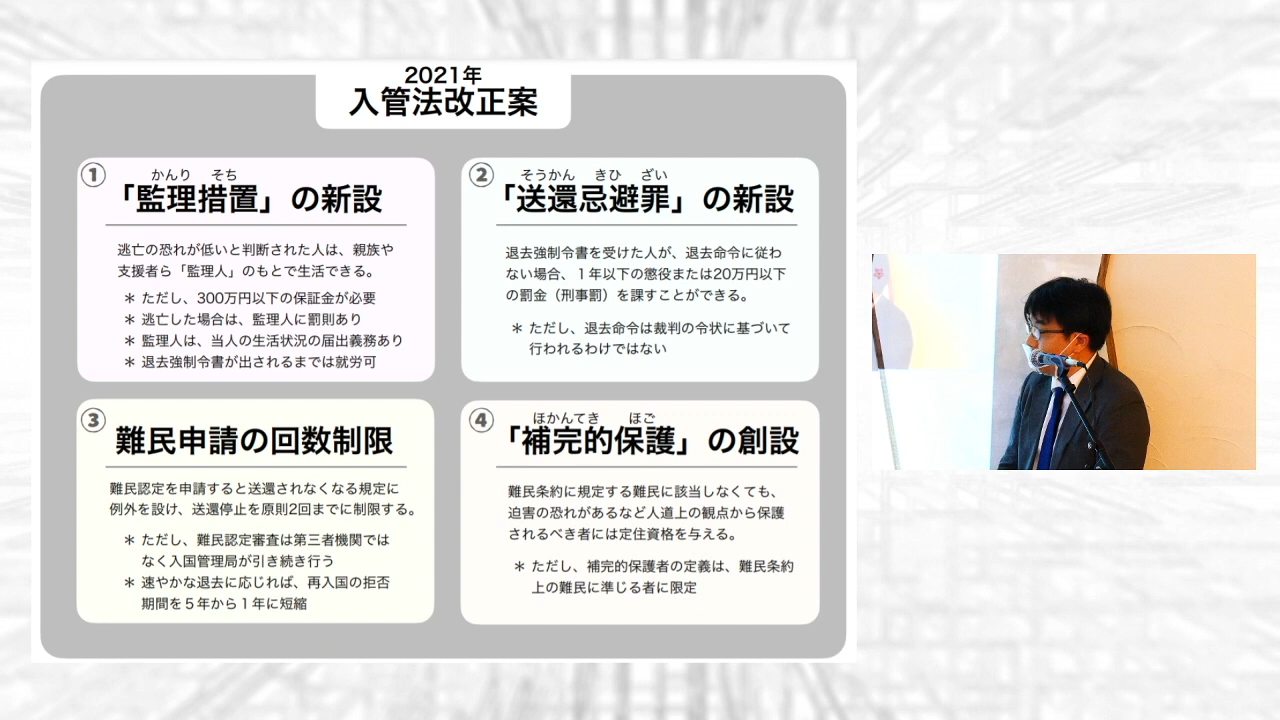 2021年
入管法改正案
①
かんり そち
「監理措置」の新設
逃亡の恐れが低いと判断された人は、親族や
支援者ら「監理人」のもとで生活できる。
＊ ただし、300万円以下の保証金が必要
＊ 逃亡した場合は、監理人に罰則あり
＊ 監理人は、当人の生活状況の届出義務あり
＊ 退去強制令書が出されるまでは就労可
②
そうかん きひ ざい
「送還忌避罪」の新設
退去強制令書を受けた人が、退去命令に従わ
ない場合、１年以下の懲役または20万円以下
の罰金（刑事罰）を課すことができる。
＊ ただし、退去命令は裁判の令状に基づいて
行われるわけではない
③
難民申請の回数制限
難民認定を申請すると送還されなくなる規定に
例外を設け、送還停止を原則2回までに制限する。
＊ ただし、難民認定審査は第三者機関では
なく入国管理局が引き続き行う
＊ 速やかな退去に応じれば、再入国の拒否
期間を５年から１年に短縮
④
ほかんてき ほご
「補完的保護」の創設
難民条約に規定する難民に該当しなくても、
迫害の恐れがあるなど人道上の観点から保護
されるべき者には定住資格を与える。
＊ ただし、補完的保護者の定義は、難民条約
上の難民に準じる者に限定